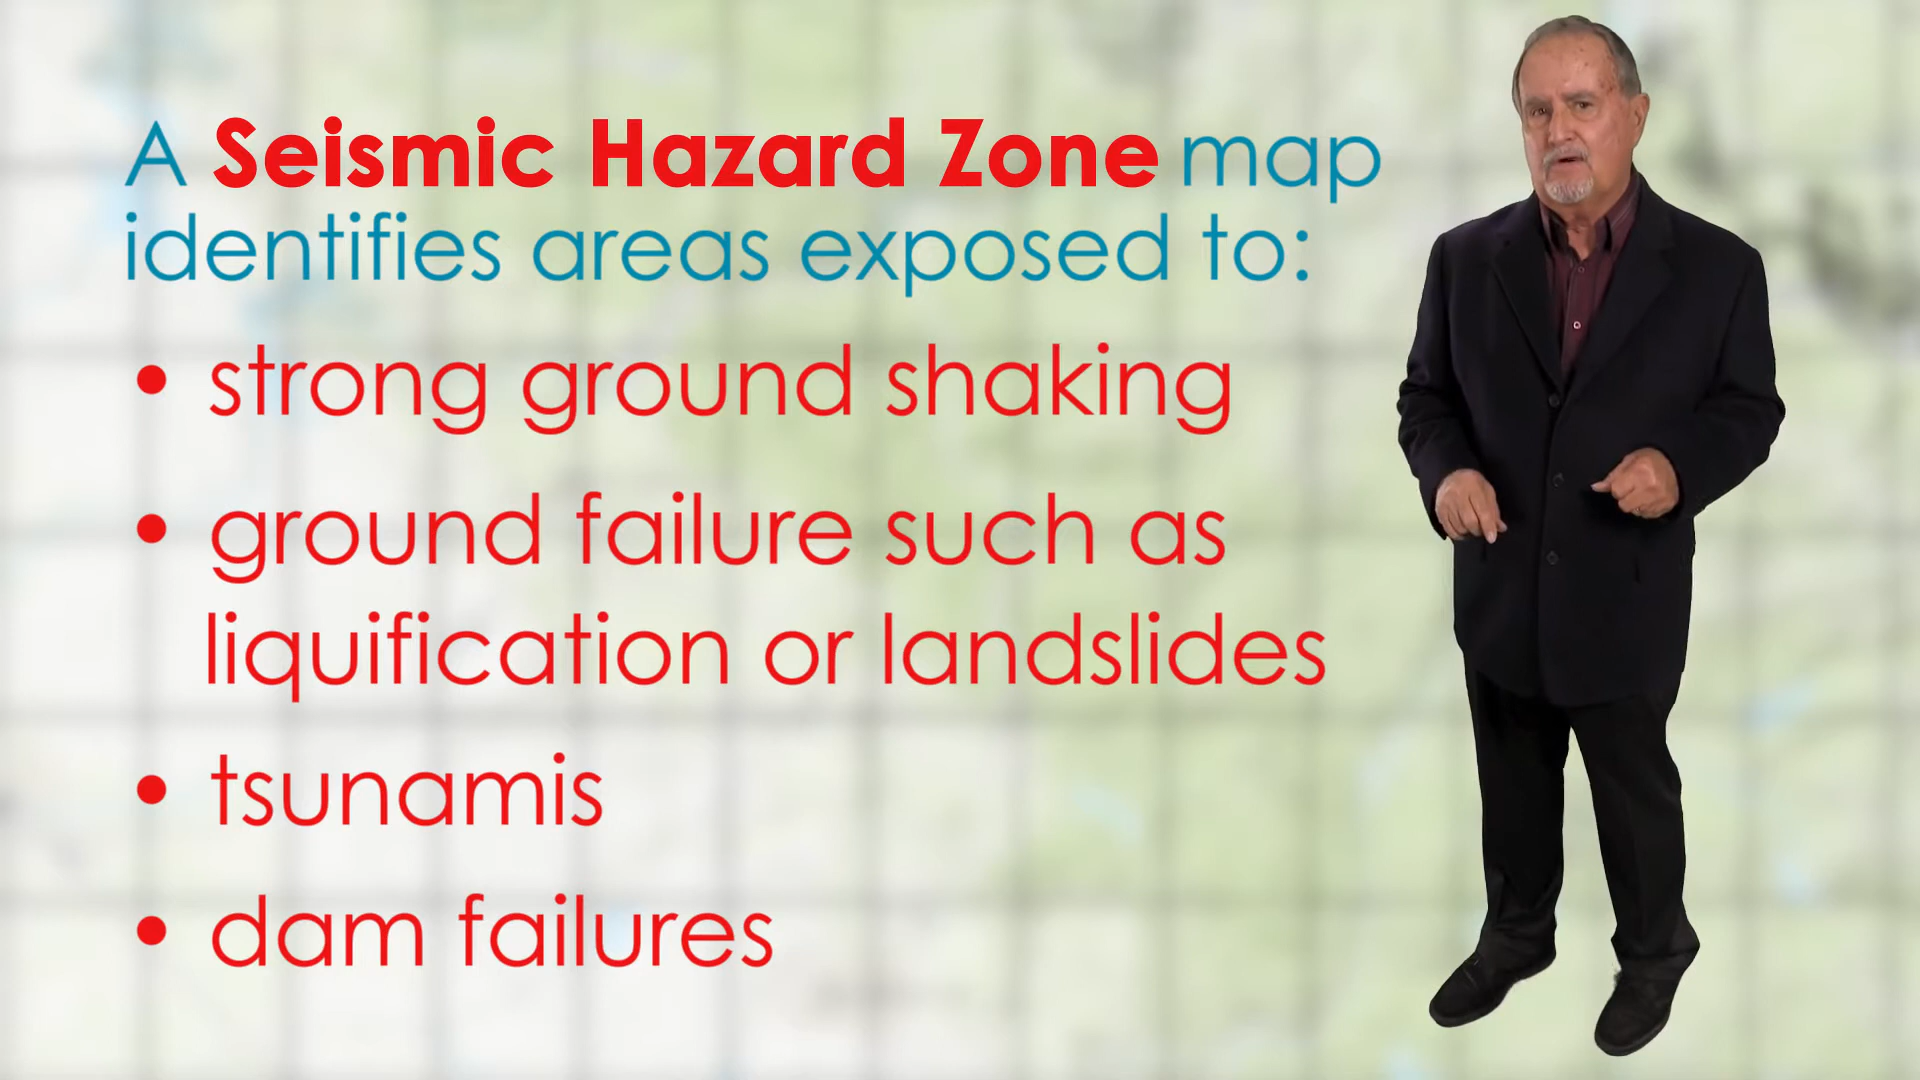 A Seismic Hazard Zone map
identifies areas exposed to:
• strong ground shaking
• ground failure such as
liquification or landslides
• tsunamis
• dam failures